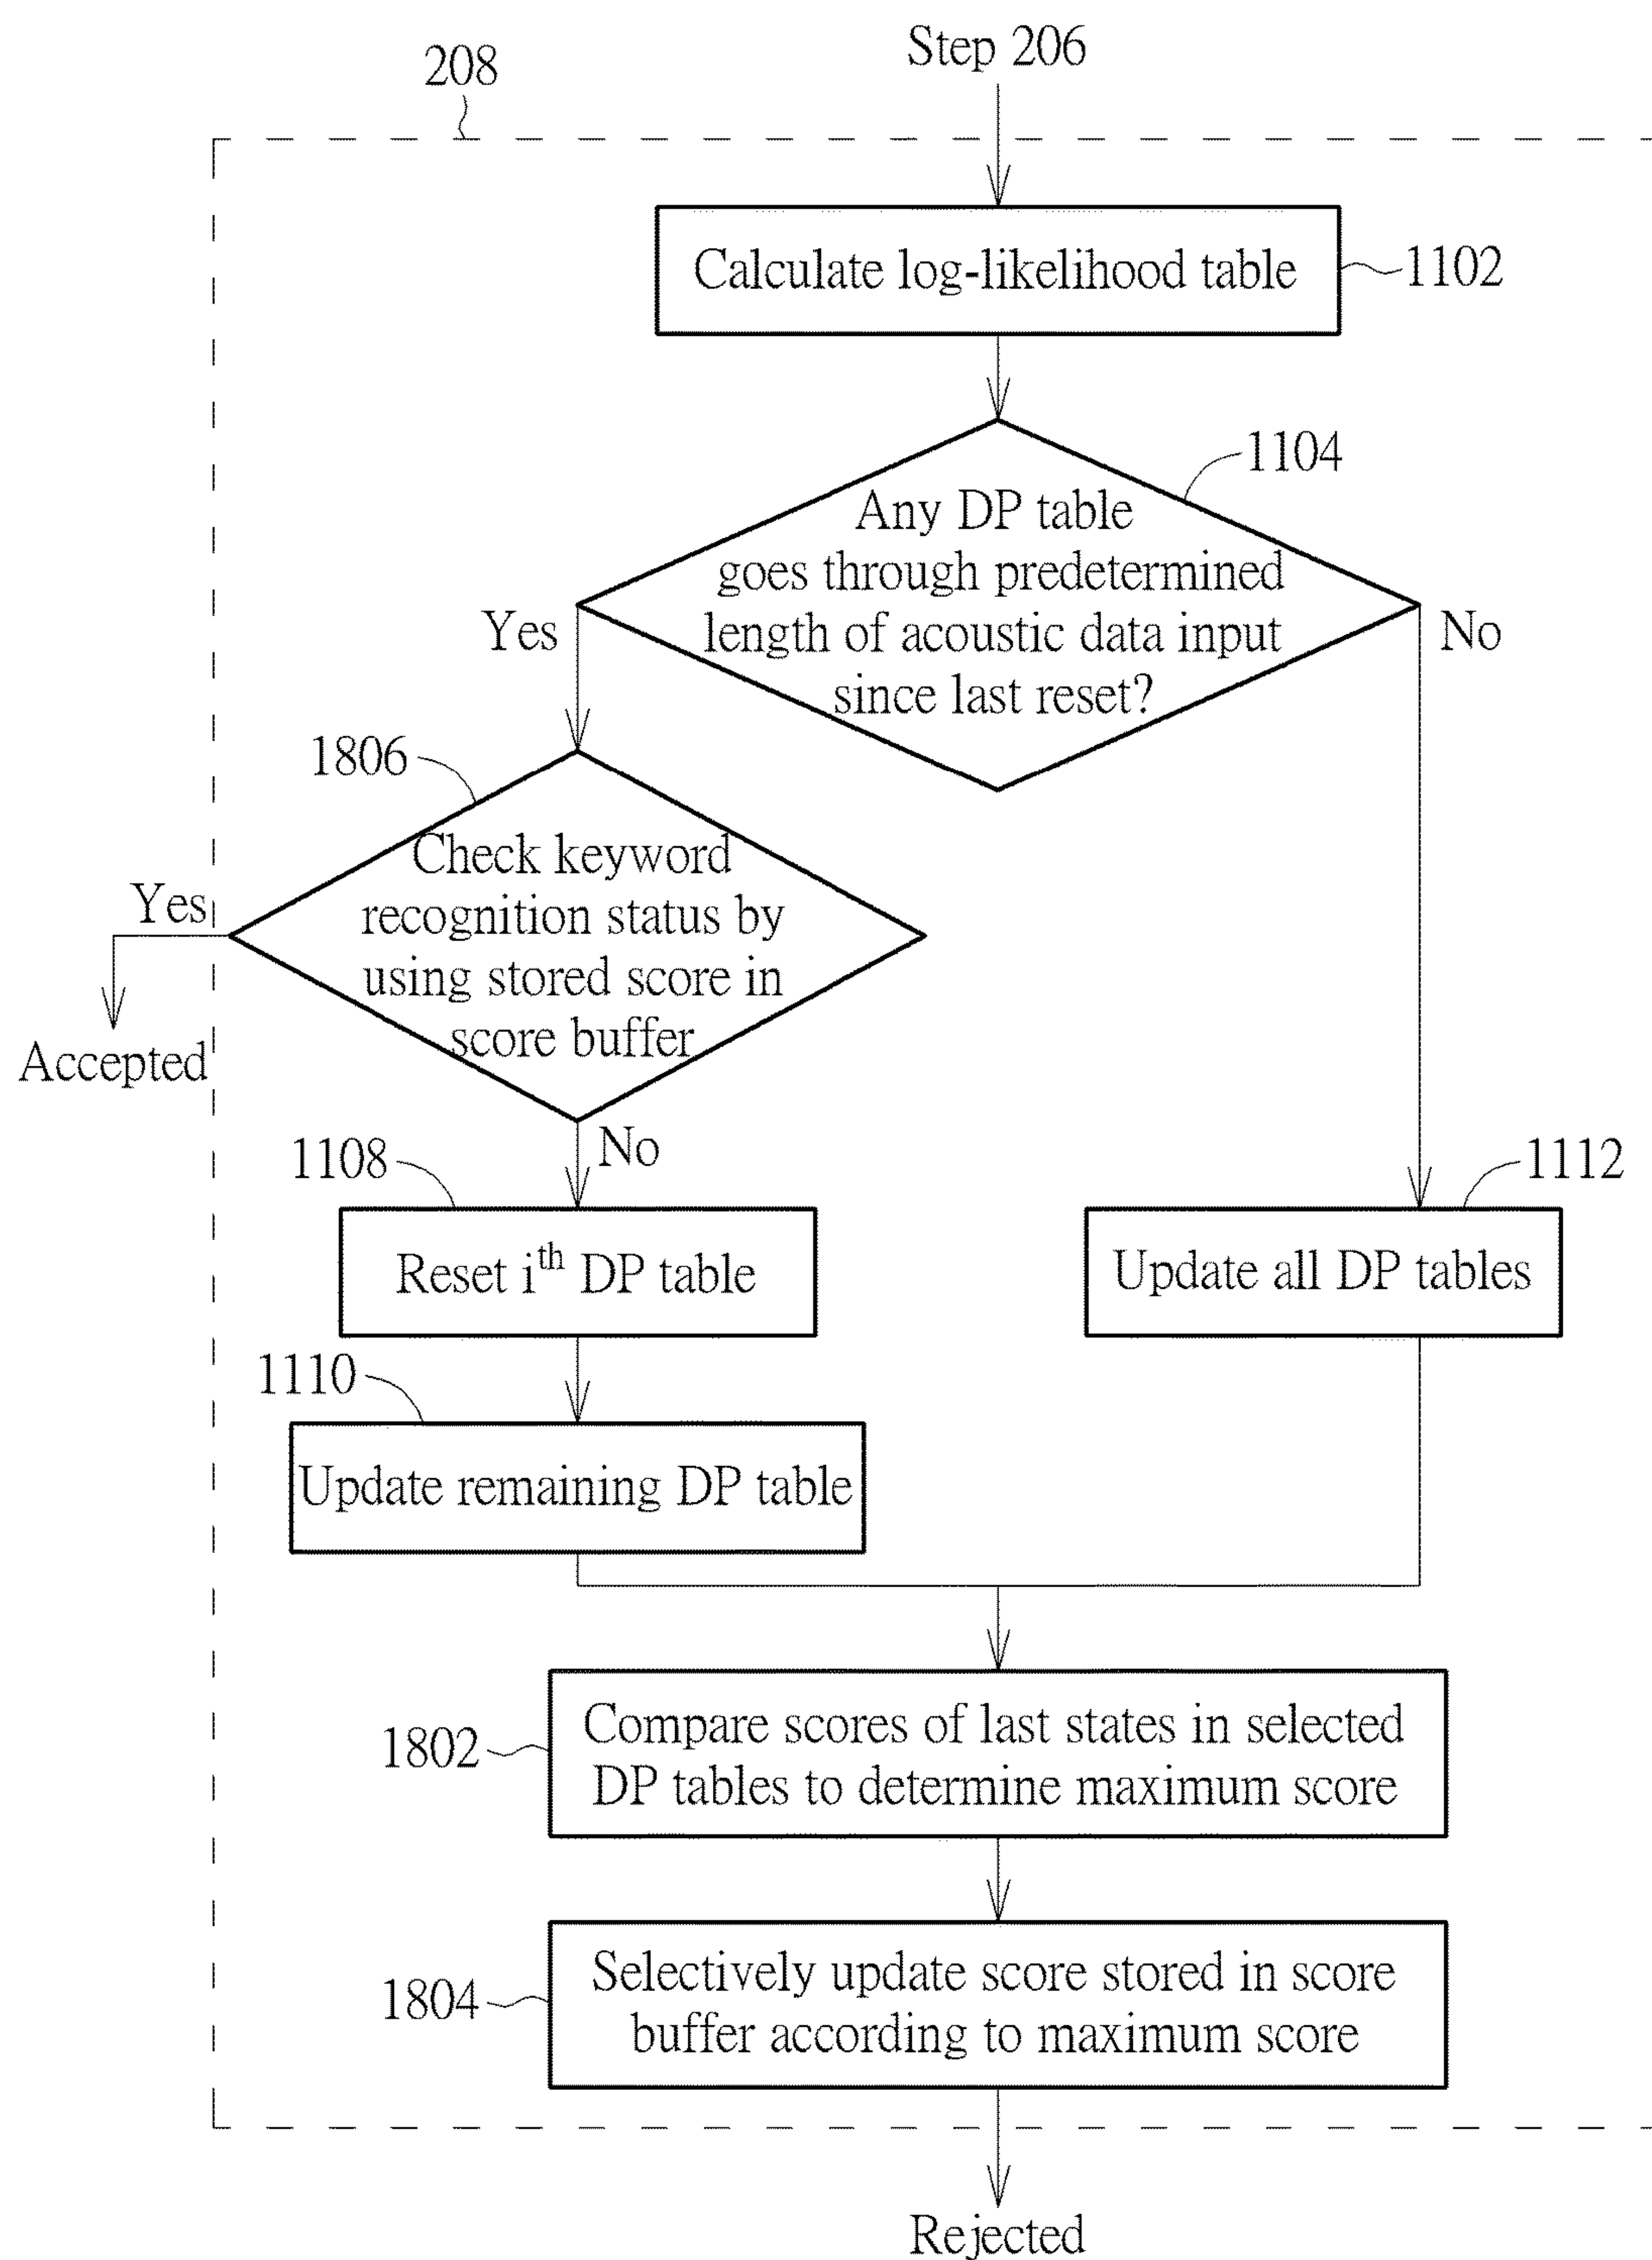 Step 206
208
Calculate log-likelihood table
1102
1104
Any DP table
goes through predetermined
length of acoustic data input
since last reset?
Yes
No
1806
Check keyword
recognition status by
using stored score in
score buffer
Yes
Accepted
No
1108
Reset ith DP table
1112
Update all DP tables
1110
Update remaining DP table
1802
Compare scores of last states in selected
DP tables to determine maximum score
1804
Selectively update score stored in score
buffer according to maximum score
Rejected